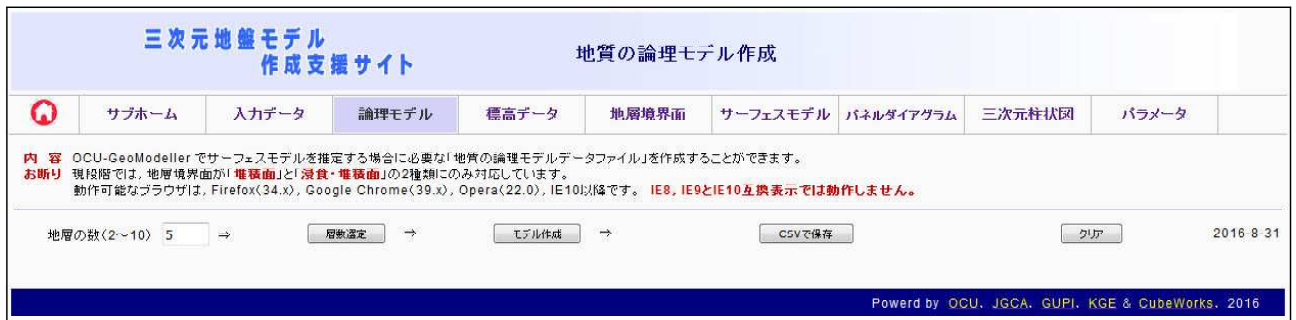 三次元地盤モデル
作成支援サイト
地質の論理モデル作成
サブホーム 入力データ 論理モデル 標高データ 地層境界面 サーフェスモデル パネルダイアグラム 三次元柱状図 パラメータ
内 容 OCU-GeoModeller でサーフェスモデルを推定する場合に必要な「地質の論理モデルデータファイル」を作成することができます。
お断り 現段階では, 地層境界面が「堆積面」と「浸食・堆積面」の2種類にのみ対応しています。
動作可能なブラウザは, Firefox(34.x), Google Chrome(39.x), Opera(22.0), IE10以降です。 IE8, IE9とIE10互換表示では動作しません。
地層の数(2~10) 5 ⇒ 層数選定 ⇒ モデル作成 ⇒ CSVで保存 クリア 2016-8-31
Powerd by OCU, JGCA, GUPI, KGE & CubeWorks, 2016